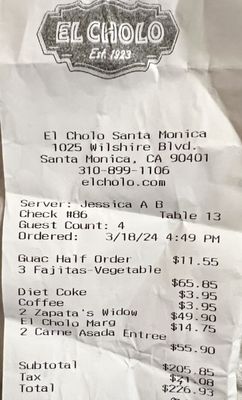 EL CHOLO
Est. 1923
El Cholo Santa Monica
1025 Wilshire Blvd.
Santa Monica, CA 90401
310-899-1106
elcholo.com
Server: Jessica A B
Check #86 Table 13
Guest Count: 4
Ordered: 3/18/24 4:49 PM
Guac Half Order $11.55
3 Fajitas-Vegetable
$65.85
Diet Coke $3.95
Coffee $3.95
2 Zapata's Widow $49.90
El Cholo Marg $14.75
2 Carne Asada Entree
$55.90
Subtotal $205.85
Tax $21.08
Total $226.93